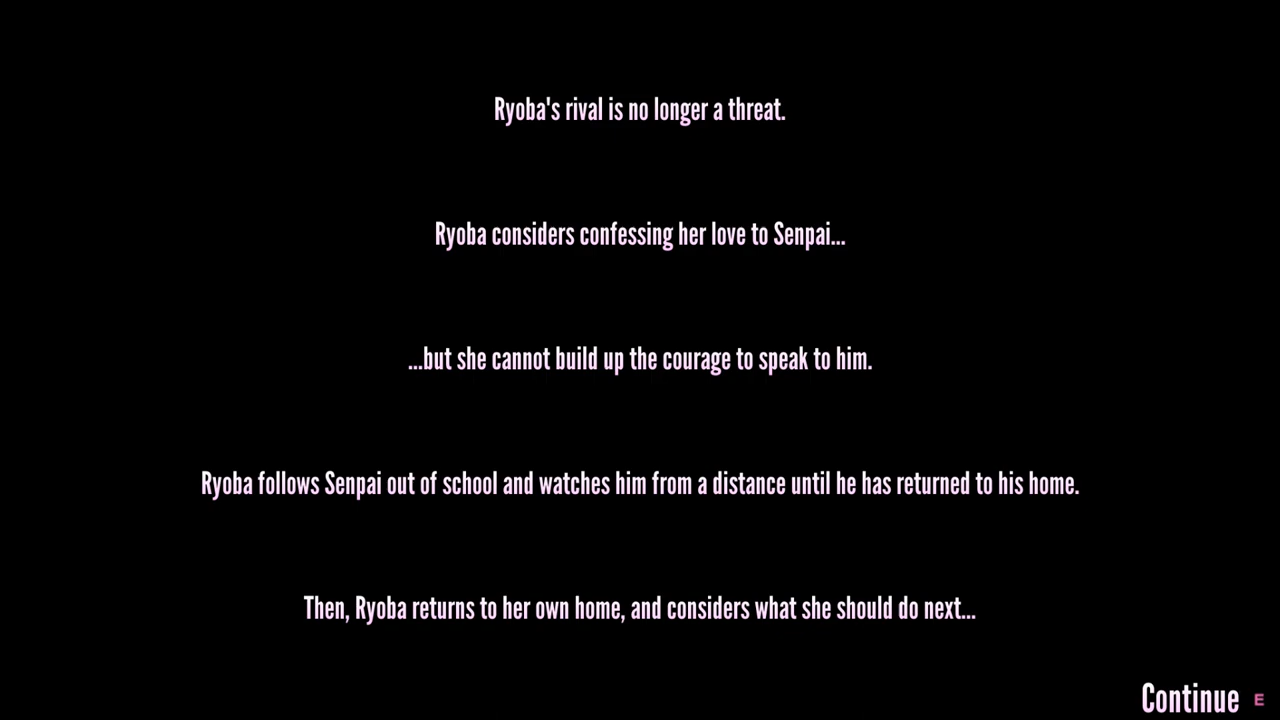 Ryoba's rival is no longer a threat.
Ryoba considers confessing her love to Senpai...
...but she cannot build up the courage to speak to him.
Ryoba follows Senpai out of school and watches him from a distance until he has returned to his home.
Then, Ryoba returns to her own home, and considers what she should do next...
Continue E